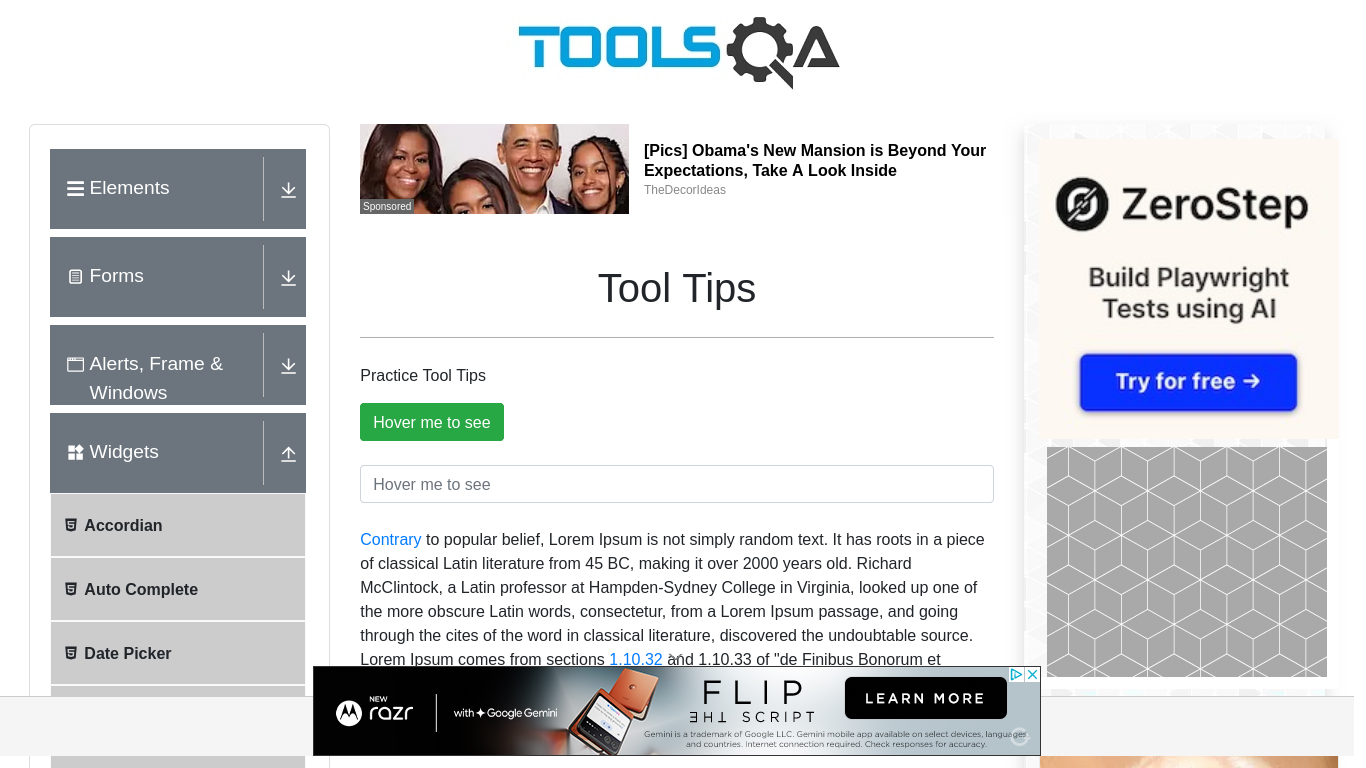 TOOLSQA
Elements
Forms
Alerts, Frame &
Windows
Widgets
Accordian
Auto Complete
Date Picker
Sponsored
[Pics] Obama's New Mansion is Beyond Your
Expectations, Take A Look Inside
TheDecorIdeas
Tool Tips
Practice Tool Tips
Hover me to see
Hover me to see
Contrary to popular belief, Lorem Ipsum is not simply random text. It has roots in a piece
of classical Latin literature from 45 BC, making it over 2000 years old. Richard
McClintock, a Latin professor at Hampden-Sydney College in Virginia, looked up one of
the more obscure Latin words, consectetur, from a Lorem Ipsum passage, and going
through the cites of the word in classical literature, discovered the undoubtable source.
Lorem Ipsum comes from sections 1.10.32 and 1.10.33 of "de Finibus Bonorum et
ZeroStep
Build Playwright
Tests using AI
Try for free →
NEW
razr
with Google Gemini
FLIP
THE SCRIPT
LEARN MORE
Gemini is a trademark of Google LLC. Gemini mobile app available on select devices, languages
and countries. Internet connection required. Check responses for accuracy.